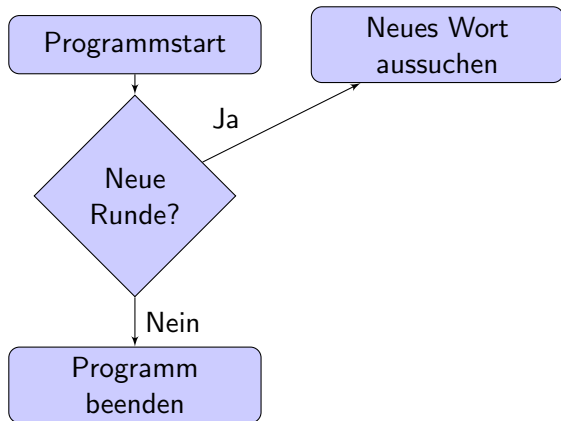 Programmstart
Neues Wort
aussuchen
Ja
Neue
Runde?
Nein
Programm
beenden